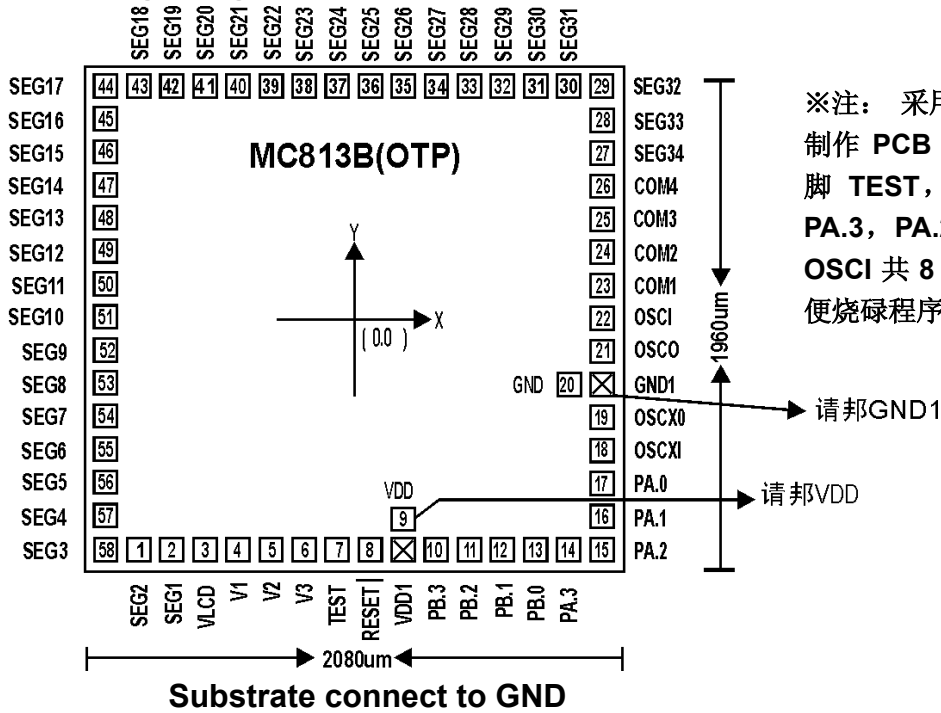 SEG18 SEG19 SEG20 SEG21 SEG22 SEG23 SEG24 SEG25 SEG26 SEG27 SEG28 SEG29 SEG30 SEG31
SEG17 44 43 42 41 40 39 38 37 36 35 34 33 32 31 30 29 SEG32
SEG16 45 28 SEG33
SEG15 46 MC813B(OTP) 27 SEG34
SEG14 47 26 COM4
SEG13 48 25 COM3
Y
SEG12 49 24 COM2
SEG11 50 23 COM1
SEG10 51 X 22 OSCI
( 0.0 )
SEG9 52 21 OSCO
SEG8 53 GND 20 GND1
SEG7 54 19 OSCX0
SEG6 55 18 OSCXI
SEG5 56 17 PA.0
VDD
SEG4 57 9 16 PA.1
SEG3 58 1 2 3 4 5 6 7 8 10 11 12 13 14 15 PA.2
SEG2 SEG1 VLCD V1 V2 V3 TEST RESET VDD1 PB.3 PB.2 PB.1 PB.0 PA.3
2080um
Substrate connect to GND
1960um
请邦GND1
请邦VDD
※注: 采
制作 PCB
脚 TEST,
PA.3,PA.
OSCI 共 8
便烧碌程序